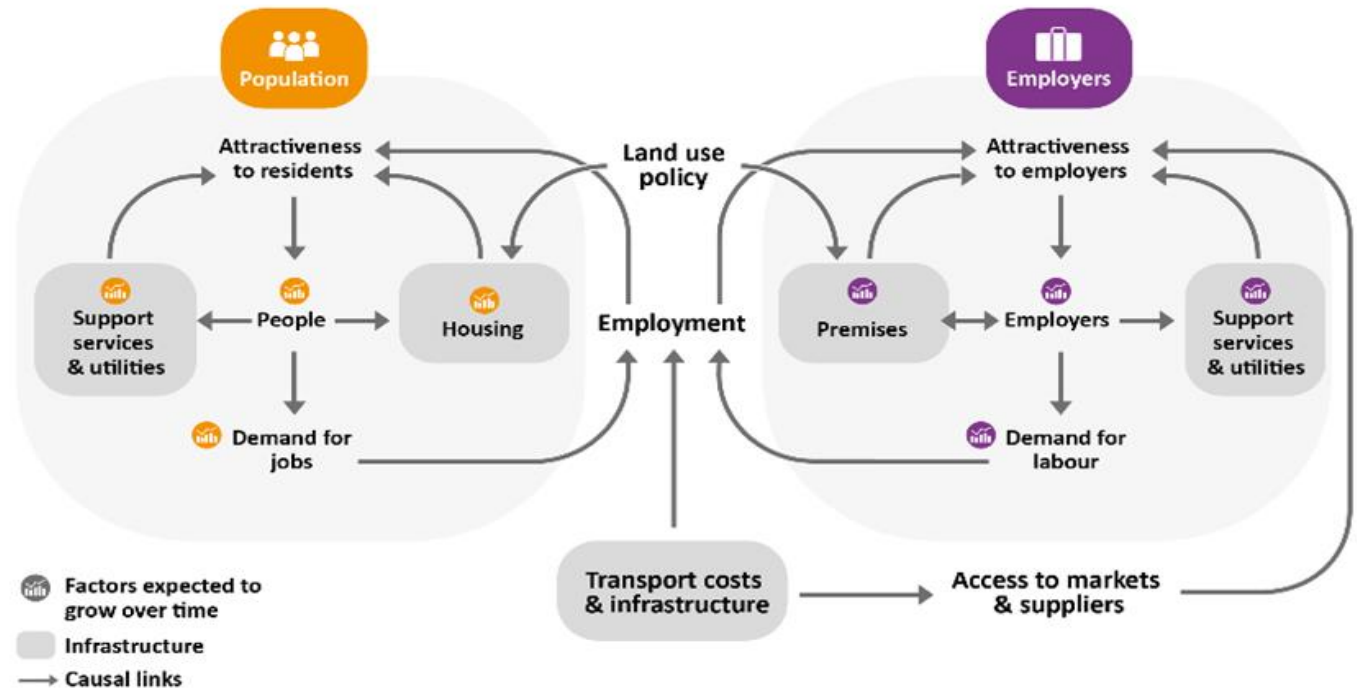 Population
Employers
Attractiveness
to residents
Land use
policy
Attractiveness
to employers
Support
services
& utilities
People
Housing
Employment
Premises
Employers
Support
services
& utilities
Demand for
jobs
Demand for
labour
Transport costs
& infrastructure
Access to markets
& suppliers
Factors expected to
grow over time
Infrastructure
Causal links